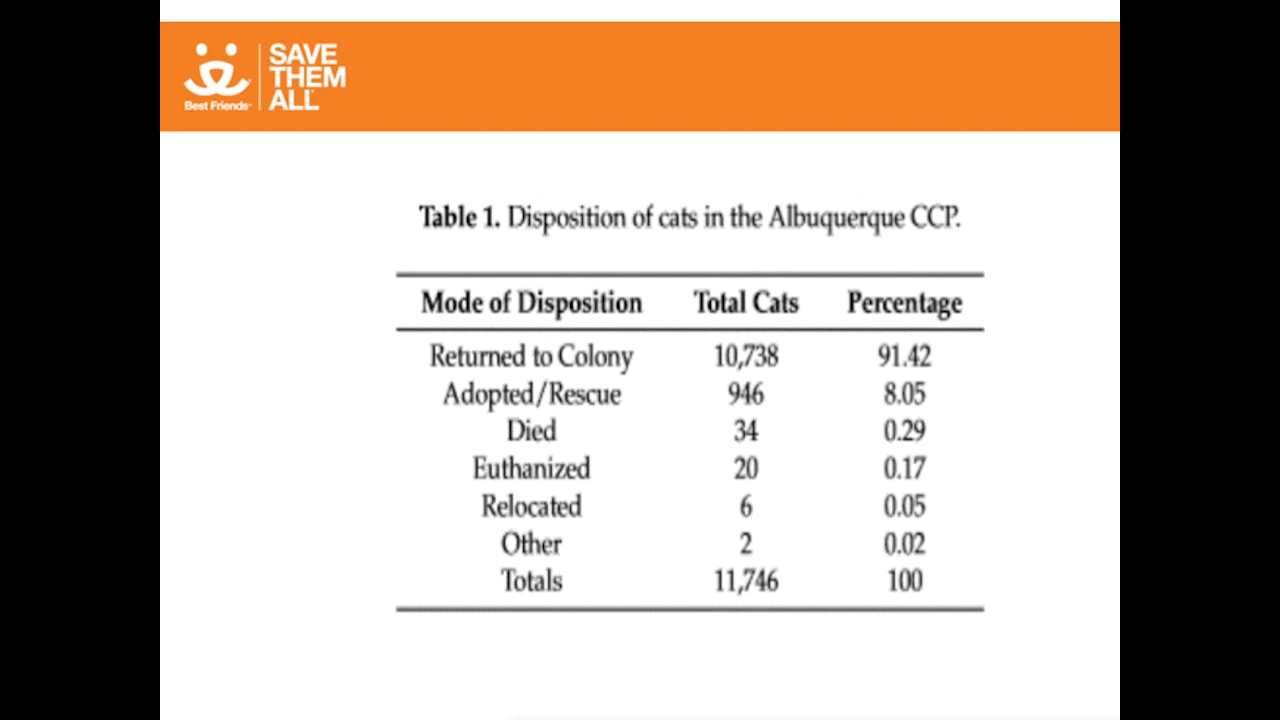 SAVE
THEM
ALL
Best Friends
Table 1. Disposition of cats in the Albuquerque CCP.
Mode of Disposition Total Cats Percentage
Returned to Colony 10,738 91.42
Adopted/Rescue 946 8.05
Died 34 0.29
Euthanized 20 0.17
Relocated 6 0.05
Other 2 0.02
Totals 11,746 100